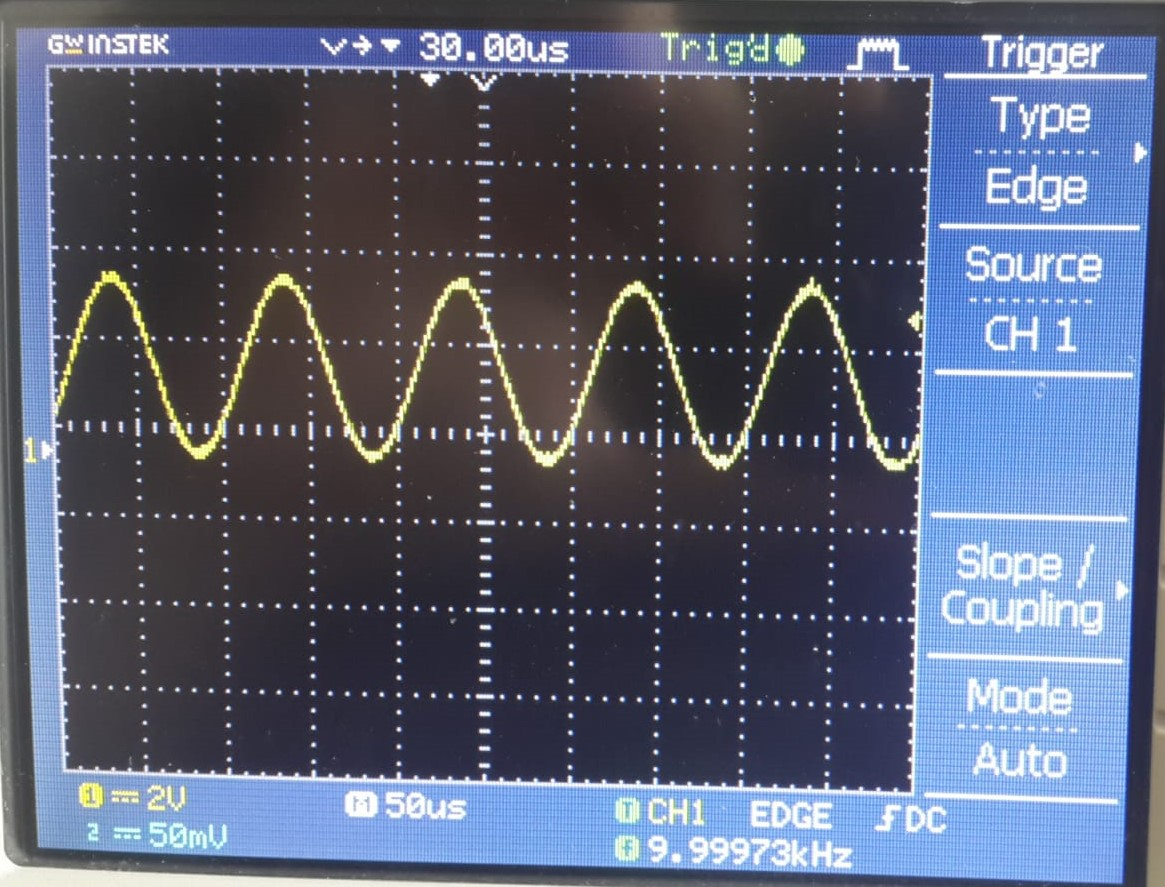 GW INSTEK 30.00us Trig'd Trigger
Type
Edge
Source
CH 1
1
Slope /
Coupling
Mode
Auto
1 2V M 50us T CH1 EDGE DC
2 50mV f 9.99973kHz